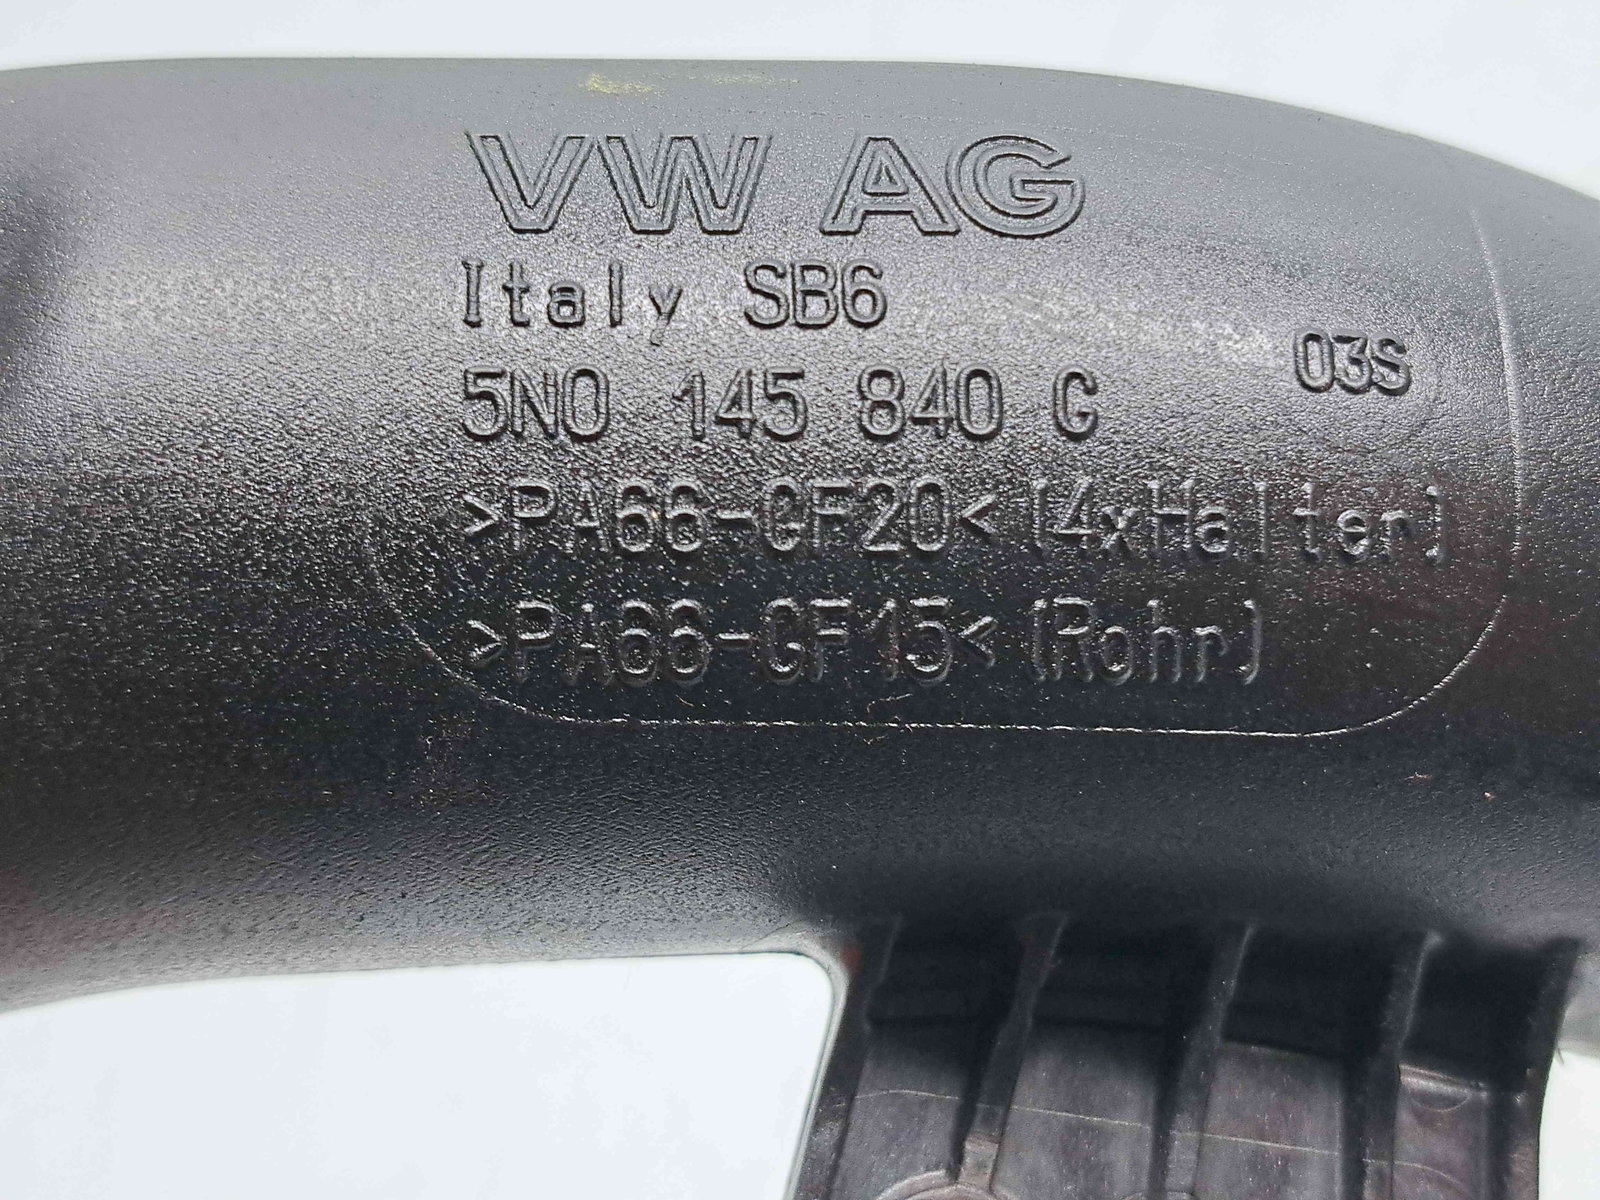 VW AG
Italy SB6
03S
5N0 145 840 G
>PA66-GF20< (4xHalter)
>PA66-GF15< (Rohr)